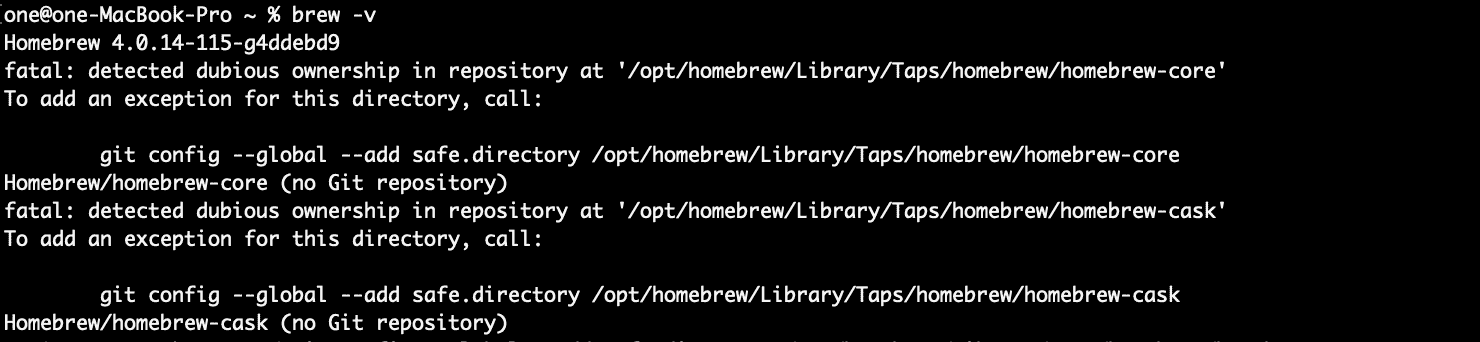 one@one-MacBook-Pro ~ % brew -v
Homebrew 4.0.14-115-g4ddebd9
fatal: detected dubious ownership in repository at '/opt/homebrew/Library/Taps/homebrew/homebrew-core'
To add an exception for this directory, call:
git config --global --add safe.directory /opt/homebrew/Library/Taps/homebrew/homebrew-core
Homebrew/homebrew-core (no Git repository)
fatal: detected dubious ownership in repository at '/opt/homebrew/Library/Taps/homebrew/homebrew-cask'
To add an exception for this directory, call:
git config --global --add safe.directory /opt/homebrew/Library/Taps/homebrew/homebrew-cask
Homebrew/homebrew-cask (no Git repository)